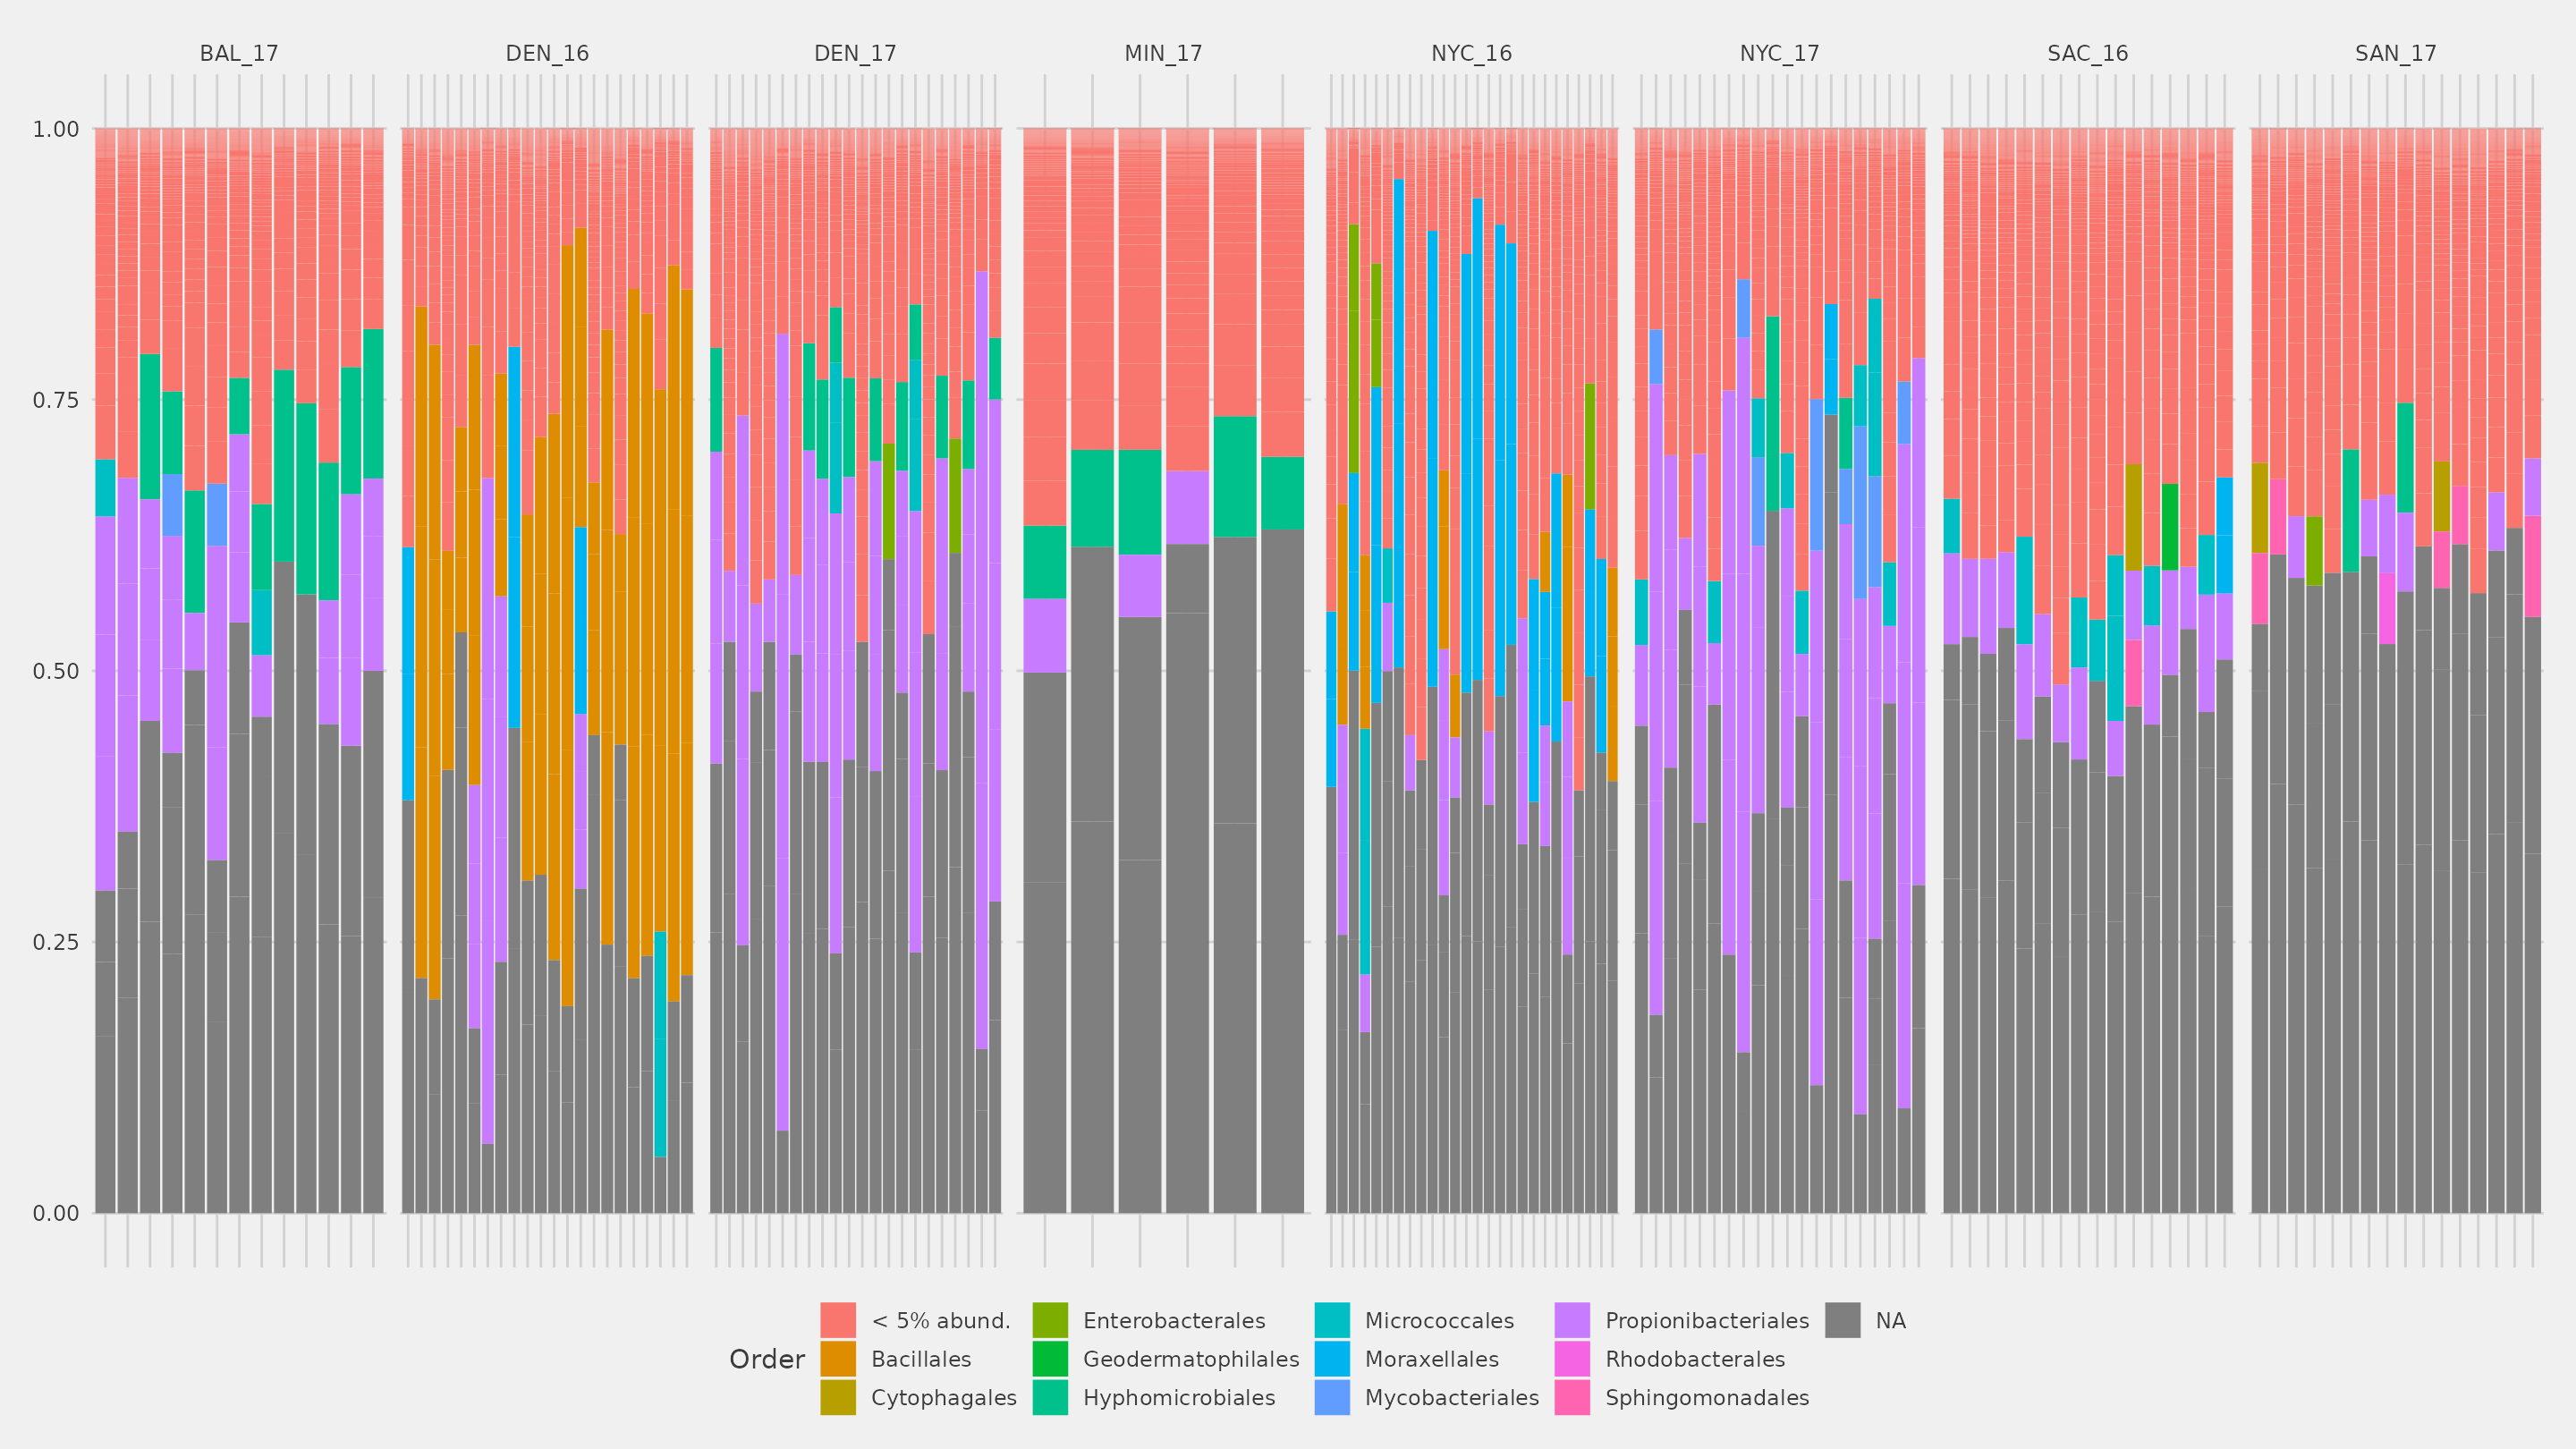 BAL_17 DEN_16 DEN_17 MIN_17 NYC_16 NYC_17 SAC_16 SAN_17
1.00
0.75
0.50
0.25
0.00
Order
< 5% abund. Enterobacterales Micrococcales Propionibacteriales NA
Bacillales Geodermatophilales Moraxellales Rhodobacterales
Cytophagales Hyphomicrobiales Mycobacteriales Sphingomonadales